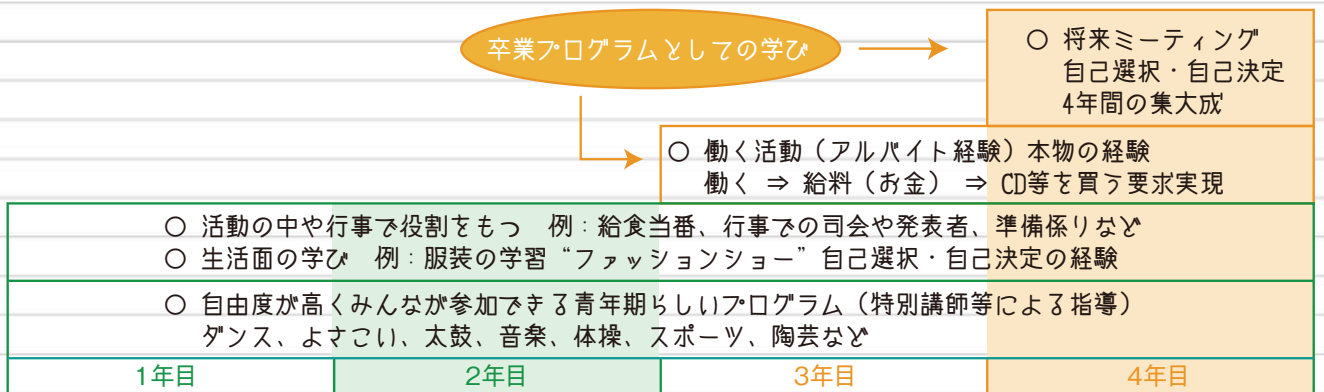 卒業プログラムとしての学び
○ 将来ミーティング
自己選択・自己決定
4年間の集大成
○ 働く活動（アルバイト経験）本物の経験
働く ⇒ 給料（お金） ⇒ CD等を買う要求実現
○ 活動の中や行事で役割をもつ　例：給食当番、行事での司会や発表者、準備係りなど
○ 生活面の学び　例：服装の学習“ファッションショー”自己選択・自己決定の経験
○ 自由度が高くみんなが参加できる青年期らしいプログラム（特別講師等による指導）
ダンス、よさこい、太鼓、音楽、体操、スポーツ、陶芸など
1年目　2年目　3年目　4年目